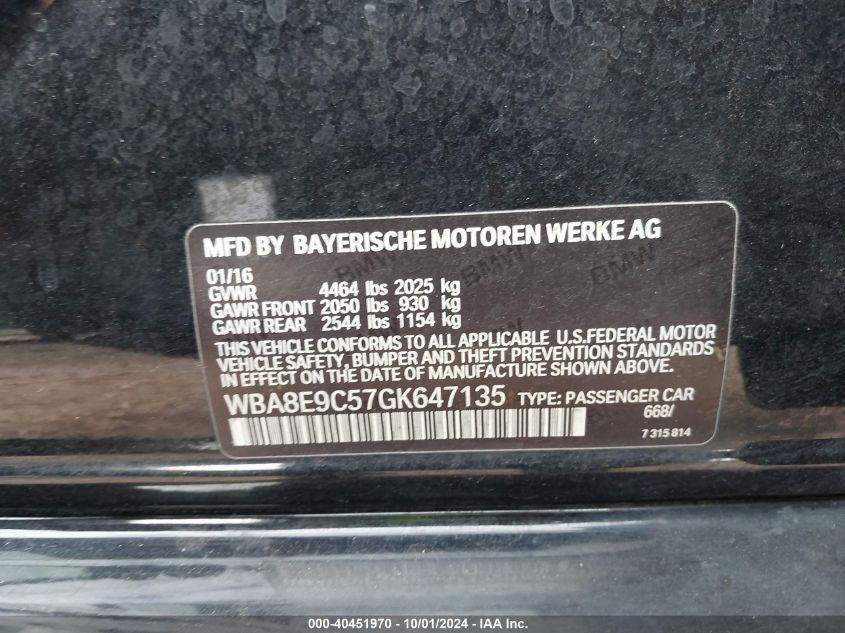 MFD BY BAYERISCHE MOTOREN WERKE AG
01/16
GVWR 4464 lbs 2025 kg
GAWR FRONT 2050 lbs 930 kg
GAWR REAR 2544 lbs 1154 kg
THIS VEHICLE CONFORMS TO ALL APPLICABLE U.S.FEDERAL MOTOR
VEHICLE SAFETY, BUMPER AND THEFT PREVENTION STANDARDS
IN EFFECT ON THE DATE OF MANUFACTURE SHOWN ABOVE.
WBA8E9C57GK647135 TYPE: PASSENGER CAR
668/
7 315 814
BMW BMW BMW
000-40451970 - 10/01/2024 - IAA Inc.